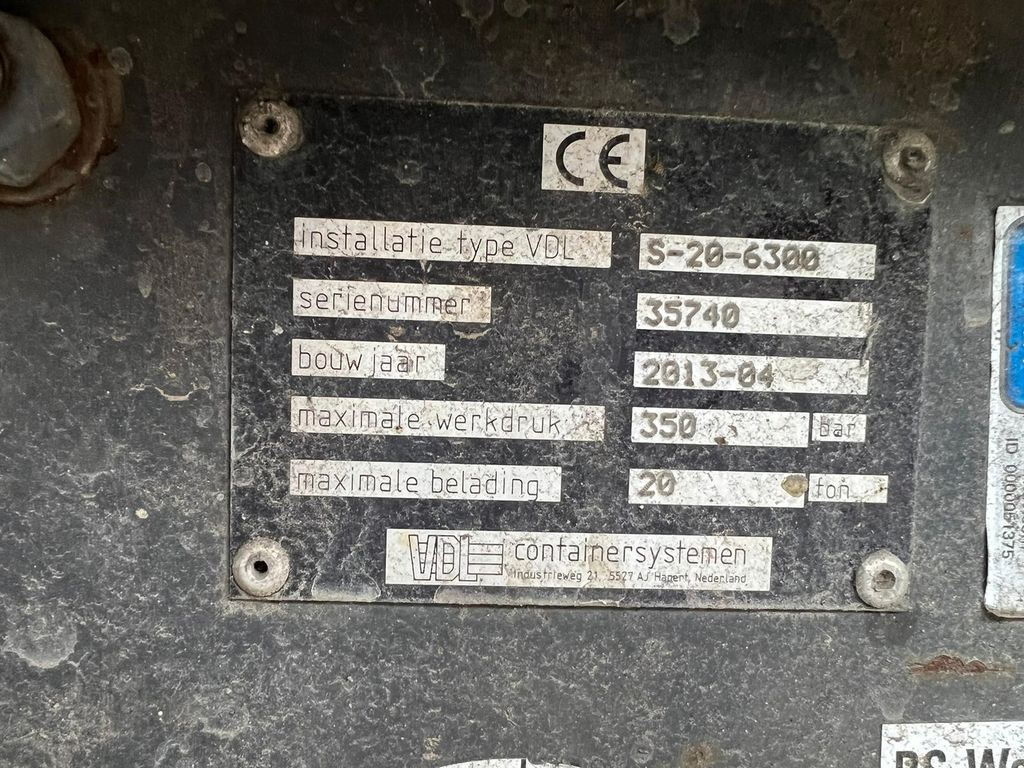 CE
installatie type VDL S-20-6300
serienummer 35740
bouwjaar 2013-04
maximale werkdruk 350 bar
maximale belading 20 ton
VDL containersystemen
Industrieweg 21, 5527 AJ Hapert, Nederland